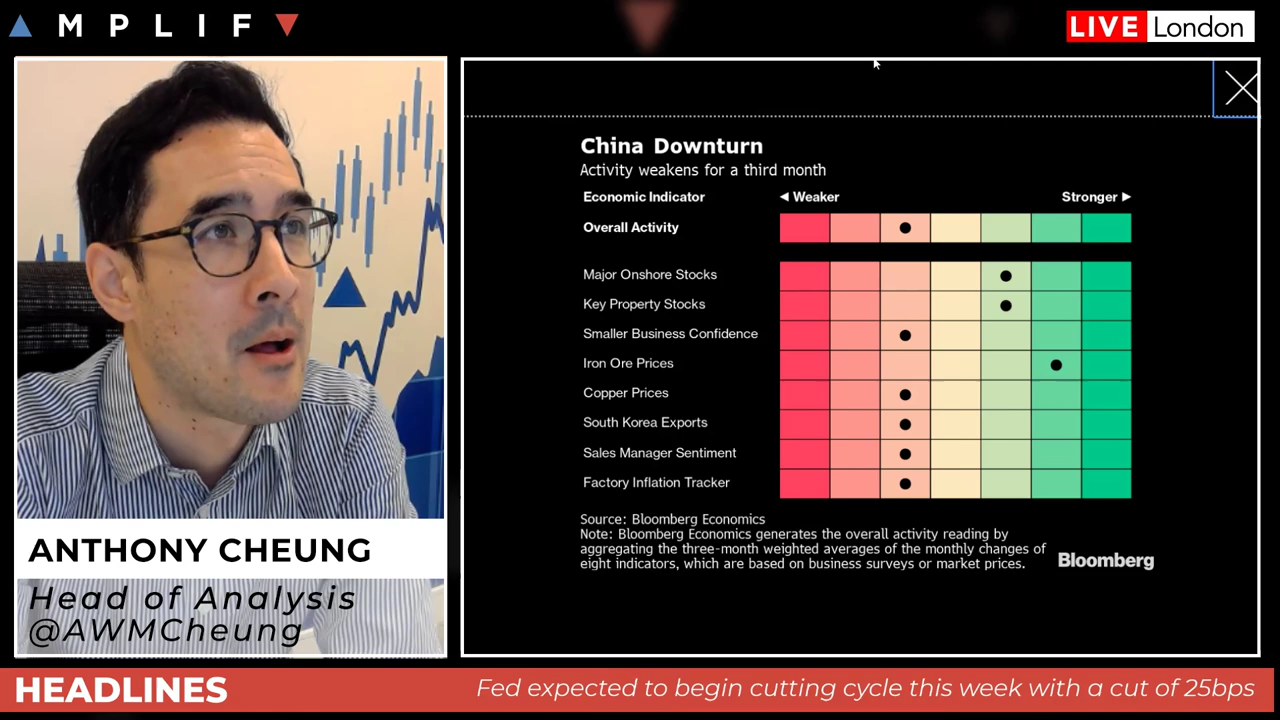 MPLIF
LIVE London
China Downturn
Activity weakens for a third month
Economic Indicator
◀ Weaker
Stronger ▶
Overall Activity
Major Onshore Stocks
Key Property Stocks
Smaller Business Confidence
Iron Ore Prices
Copper Prices
South Korea Exports
Sales Manager Sentiment
Factory Inflation Tracker
Source: Bloomberg Economics
Note: Bloomberg Economics generates the overall activity reading by
aggregating the three-month weighted averages of the monthly changes of
eight indicators, which are based on business surveys or market prices.
Bloomberg
ANTHONY CHEUNG
Head of Analysis
@AWMCheung
HEADLINES
Fed expected to begin cutting cycle this week with a cut of 25bps